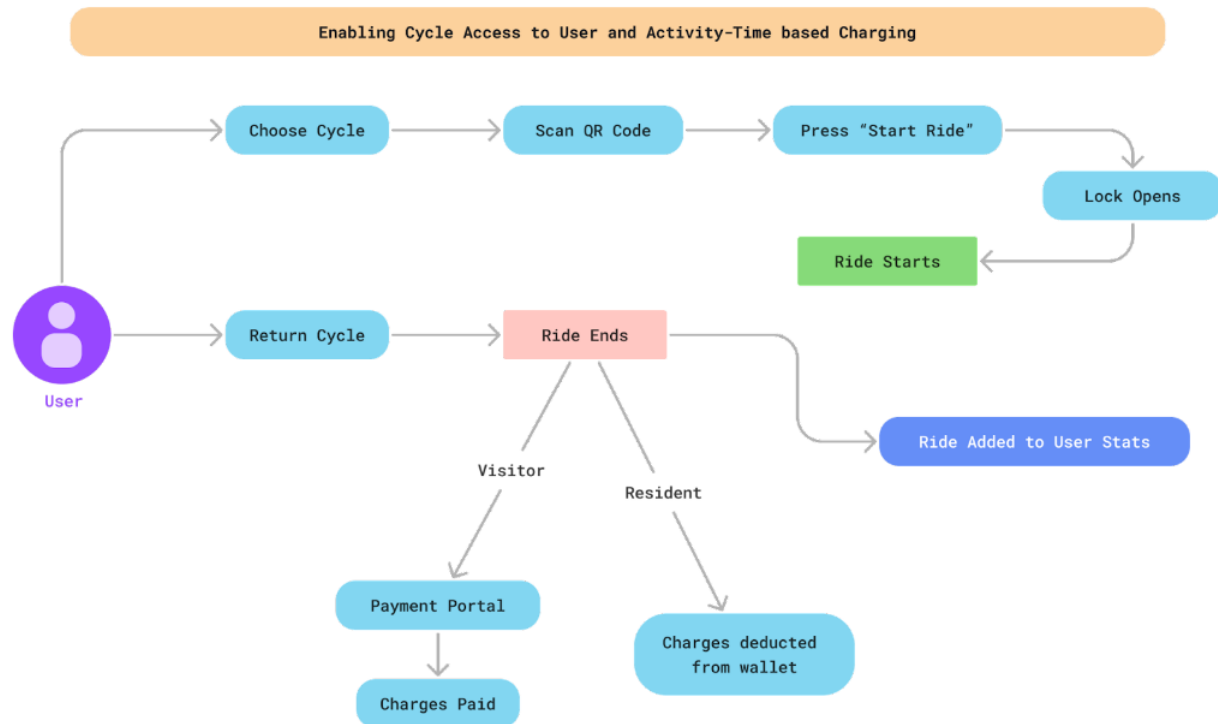 Enabling Cycle Access to User and Activity-Time based Charging
Choose Cycle
Scan QR Code
Press “Start Ride”
Lock Opens
Ride Starts
User
Return Cycle
Ride Ends
Ride Added to User Stats
Visitor
Resident
Payment Portal
Charges Paid
Charges deducted
from wallet